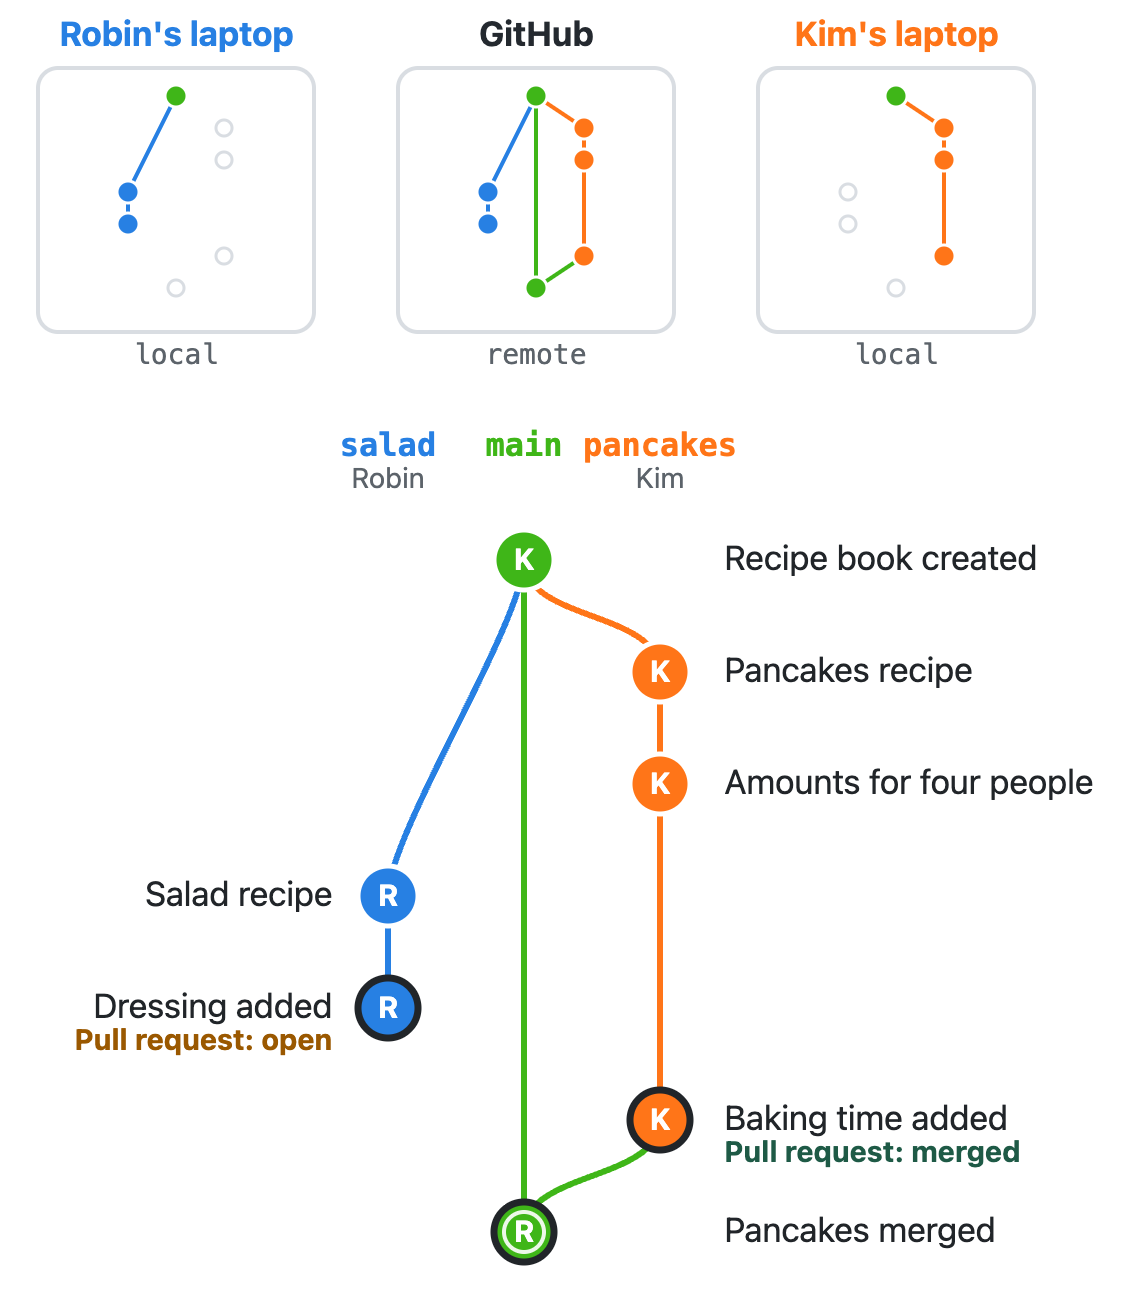 Robin's laptop
GitHub
Kim's laptop
local
remote
local
salad
main
pancakes
Robin
Kim
K
Recipe book created
K
Pancakes recipe
K
Amounts for four people
Salad recipe
R
Dressing added
R
Pull request: open
K
Baking time added
Pull request: merged
R
Pancakes merged